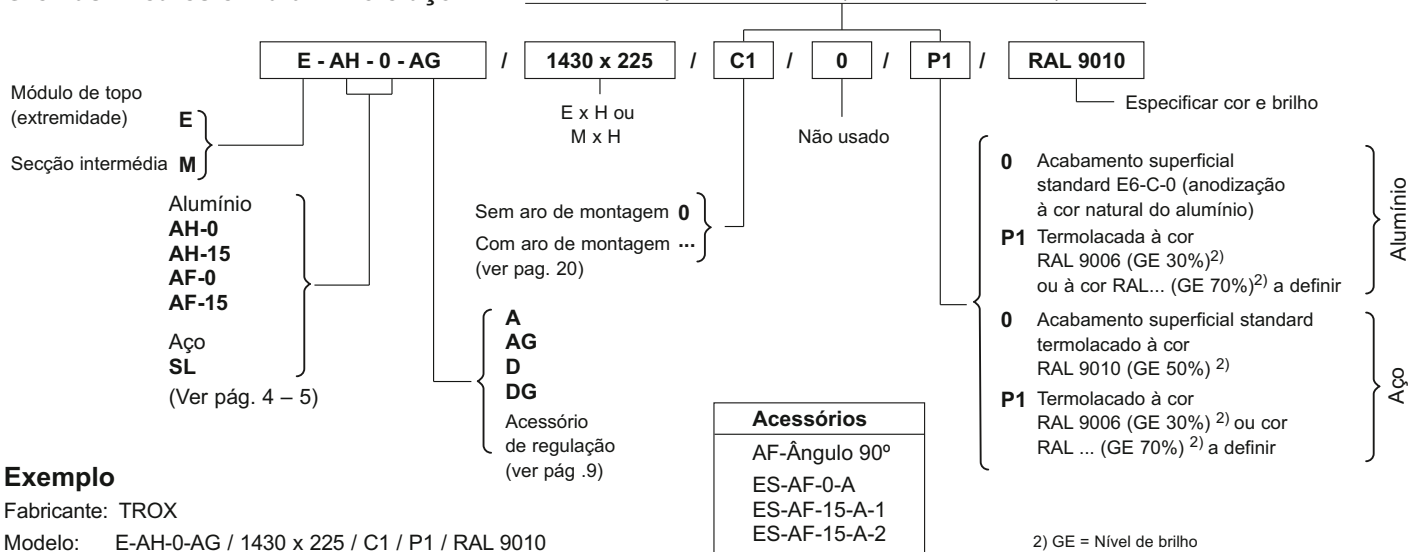 E - AH - 0 - AG / 1430 x 225 / C1 / 0 / P1 / RAL 9010
Módulo de topo
(extremidade) E
Secção intermédia M
E x H ou
M x H
Não usado
Especificar cor e brilho
Alumínio
AH-0
AH-15
AF-0
AF-15
Aço
SL
(Ver pág. 4 – 5)
A
AG
D
DG
Acessório
de regulação
(ver pág .9)
Sem aro de montagem 0
Com aro de montagem ...
(ver pag. 20)
0 Acabamento superficial
standard E6-C-0 (anodização
à cor natural do alumínio)
P1 Termolacada à cor
RAL 9006 (GE 30%)2)
ou à cor RAL... (GE 70%)2) a definir
Alumínio
0 Acabamento superficial standard
termolacado à cor
RAL 9010 (GE 50%) 2)
P1 Termolacado à cor
RAL 9006 (GE 30%) 2) ou cor
RAL ... (GE 70%) 2) a definir
Aço
Acessórios
AF-Ângulo 90º
ES-AF-0-A
ES-AF-15-A-1
ES-AF-15-A-2
Exemplo
Fabricante: TROX
Modelo: E-AH-0-AG / 1430 x 225 / C1 / P1 / RAL 9010
2) GE = Nível de brilho